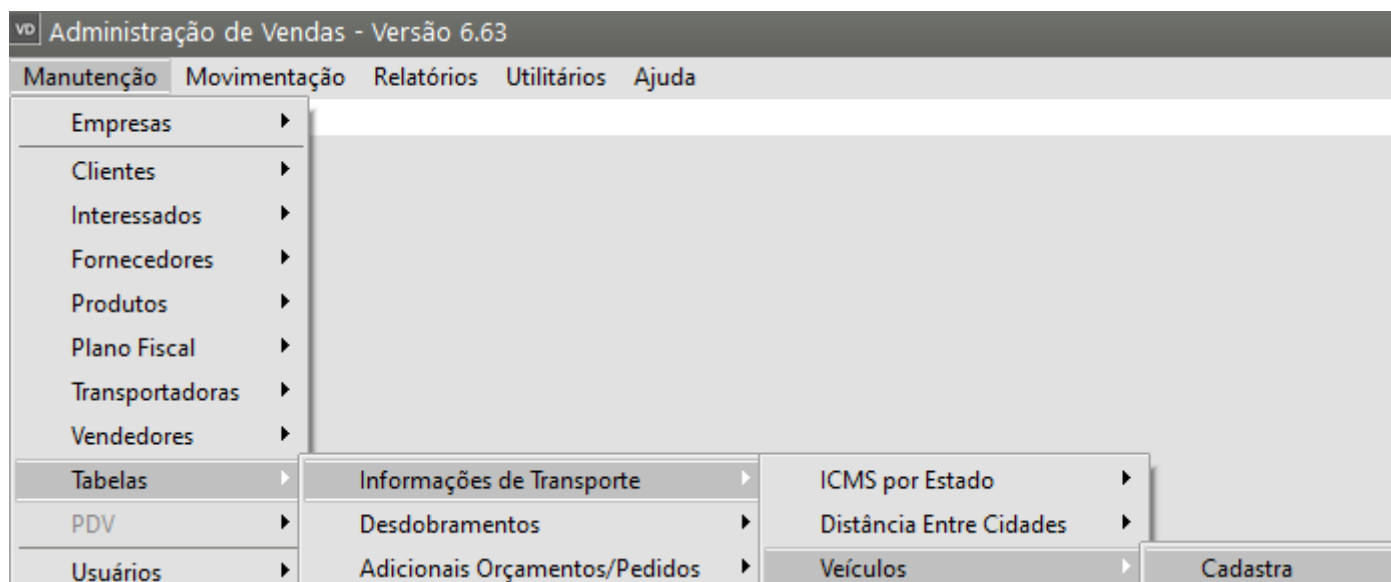 VD Administração de Vendas - Versão 6.63
Manutenção Movimentação Relatórios Utilitários Ajuda
Empresas
Clientes
Interessados
Fornecedores
Produtos
Plano Fiscal
Transportadoras
Vendedores
Tabelas Informações de Transporte ICMS por Estado
PDV Desdobramentos Distância Entre Cidades
Usuários Adicionais Orçamentos/Pedidos Veículos Cadastra